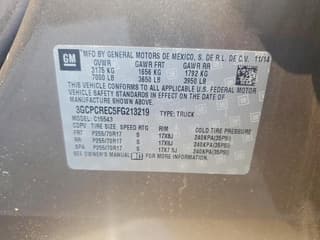 GM
MFD BY GENERAL MOTORS DE MEXICO, S. DE R.L. DE C.V. 11/14
GVWR GAWR FRT GAWR RR
3175 KG 1656 KG 1792 KG
7000 LB 3650 LB 3950 LB
THIS VEHICLE CONFORMS TO ALL APPLICABLE U.S.
FEDERAL MOTOR VEHICLE SAFETY STANDARDS
IN EFFECT ON THE DATE OF
MANUFACTURE SHOWN ABOVE.
3GCPCREC5FG213219 TYPE: TRUCK
MODEL: C15543
TIRE SIZE SPEED RTG RIM COLD TIRE PRESSURE
FRT P255/70R17 S 17X8J 240KPA(35PSI)
RR P255/70R17 S 17X8J 240KPA(35PSI)
SPA P255/70R17 S 17X7.5J 240KPA(35PSI)
SEE OWNER'S MANUAL FOR ADDITIONAL INFORMATION.